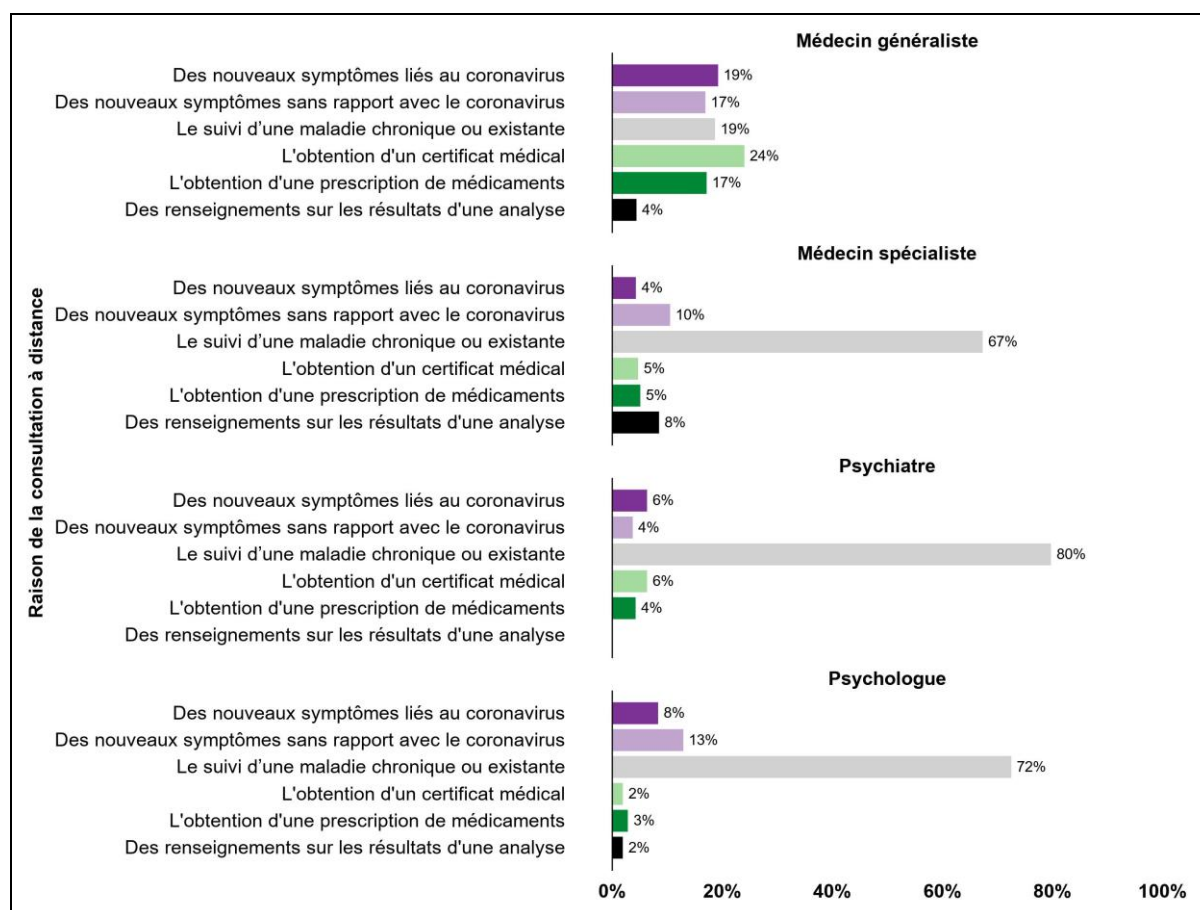 Raison de la consultation à distance
Médecin généraliste
Des nouveaux symptômes liés au coronavirus 19%
Des nouveaux symptômes sans rapport avec le coronavirus 17%
Le suivi d’une maladie chronique ou existante 19%
L'obtention d'un certificat médical 24%
L'obtention d'une prescription de médicaments 17%
Des renseignements sur les résultats d'une analyse 4%
Médecin spécialiste
Des nouveaux symptômes liés au coronavirus 4%
Des nouveaux symptômes sans rapport avec le coronavirus 10%
Le suivi d’une maladie chronique ou existante 67%
L'obtention d'un certificat médical 5%
L'obtention d'une prescription de médicaments 5%
Des renseignements sur les résultats d'une analyse 8%
Psychiatre
Des nouveaux symptômes liés au coronavirus 6%
Des nouveaux symptômes sans rapport avec le coronavirus 4%
Le suivi d’une maladie chronique ou existante 80%
L'obtention d'un certificat médical 6%
L'obtention d'une prescription de médicaments 4%
Des renseignements sur les résultats d'une analyse
Psychologue
Des nouveaux symptômes liés au coronavirus 8%
Des nouveaux symptômes sans rapport avec le coronavirus 13%
Le suivi d’une maladie chronique ou existante 72%
L'obtention d'un certificat médical 2%
L'obtention d'une prescription de médicaments 3%
Des renseignements sur les résultats d'une analyse 2%
0% 20% 40% 60% 80% 100%